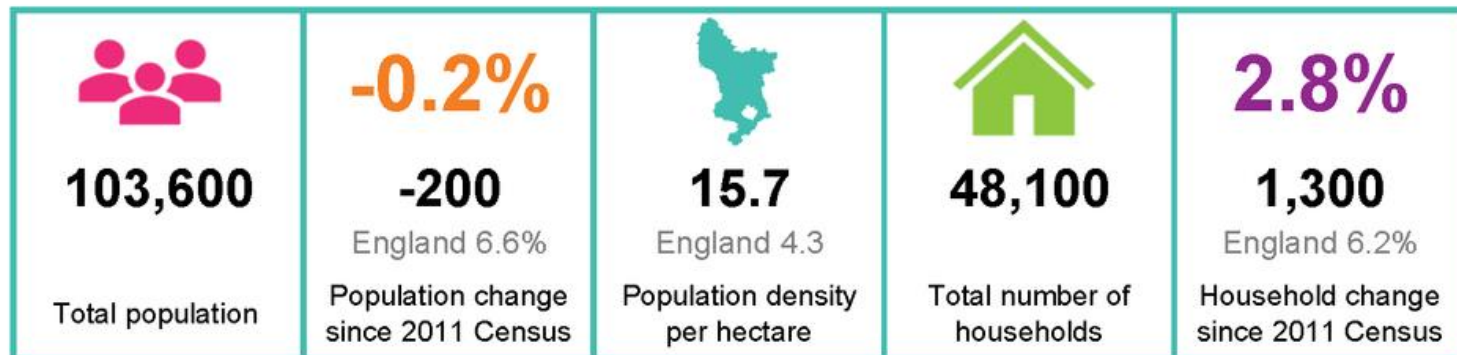 103,600
Total population
-0.2%
-200
England 6.6%
Population change
since 2011 Census
15.7
England 4.3
Population density
per hectare
48,100
Total number of
households
2.8%
1,300
England 6.2%
Household change
since 2011 Census